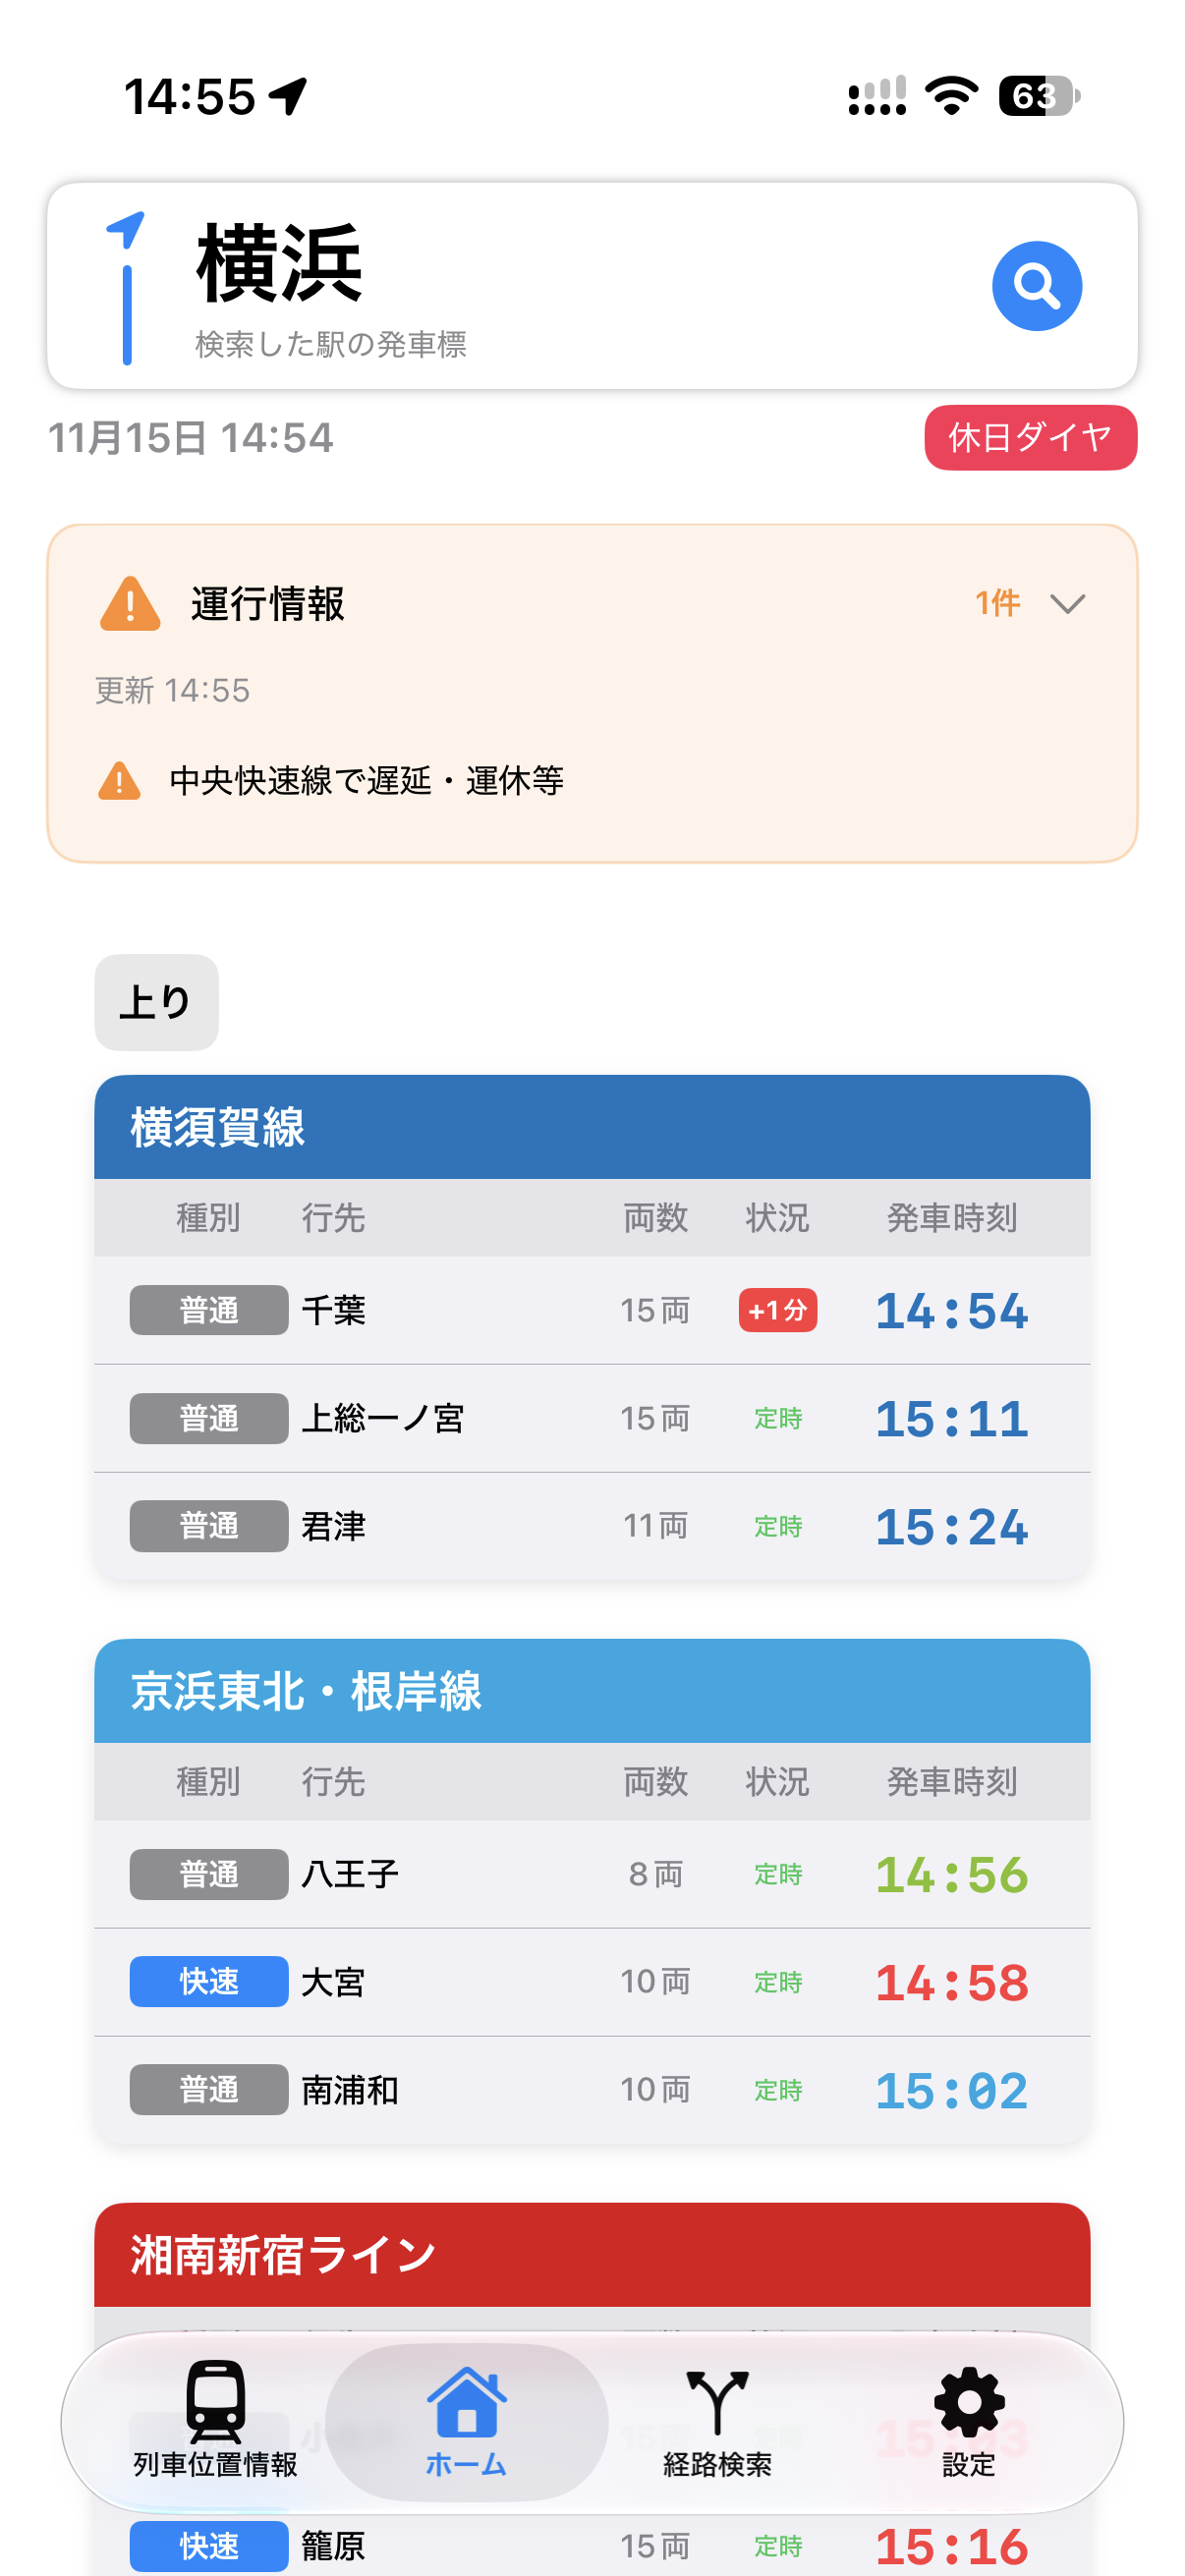 14:55
63
横浜
検索した駅の発車標
11月15日 14:54
休日ダイヤ
運行情報
1件
更新 14:55
中央快速線で遅延・運休等
上り
横須賀線
種別 行先 両数 状況 発車時刻
普通 千葉 15両 +1分 14:54
普通 上総一ノ宮 15両 定時 15:11
普通 君津 11両 定時 15:24
京浜東北・根岸線
種別 行先 両数 状況 発車時刻
普通 八王子 8両 定時 14:56
快速 大宮 10両 定時 14:58
普通 南浦和 10両 定時 15:02
湘南新宿ライン
15両 定時 15:03
列車位置情報 ホーム 経路検索 設定
快速 籠原 15両 定時 15:16